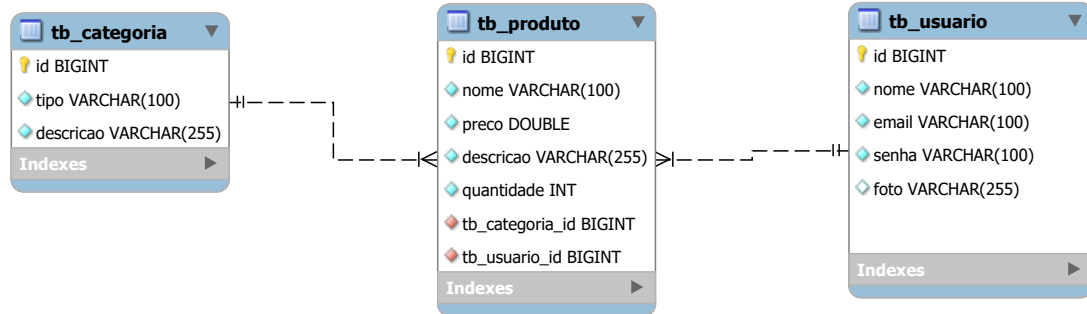 tb_categoria
id BIGINT
tipo VARCHAR(100)
descricao VARCHAR(255)
Indexes
tb_produto
id BIGINT
nome VARCHAR(100)
preco DOUBLE
descricao VARCHAR(255)
quantidade INT
tb_categoria_id BIGINT
tb_usuario_id BIGINT
Indexes
tb_usuario
id BIGINT
nome VARCHAR(100)
email VARCHAR(100)
senha VARCHAR(100)
foto VARCHAR(255)
Indexes